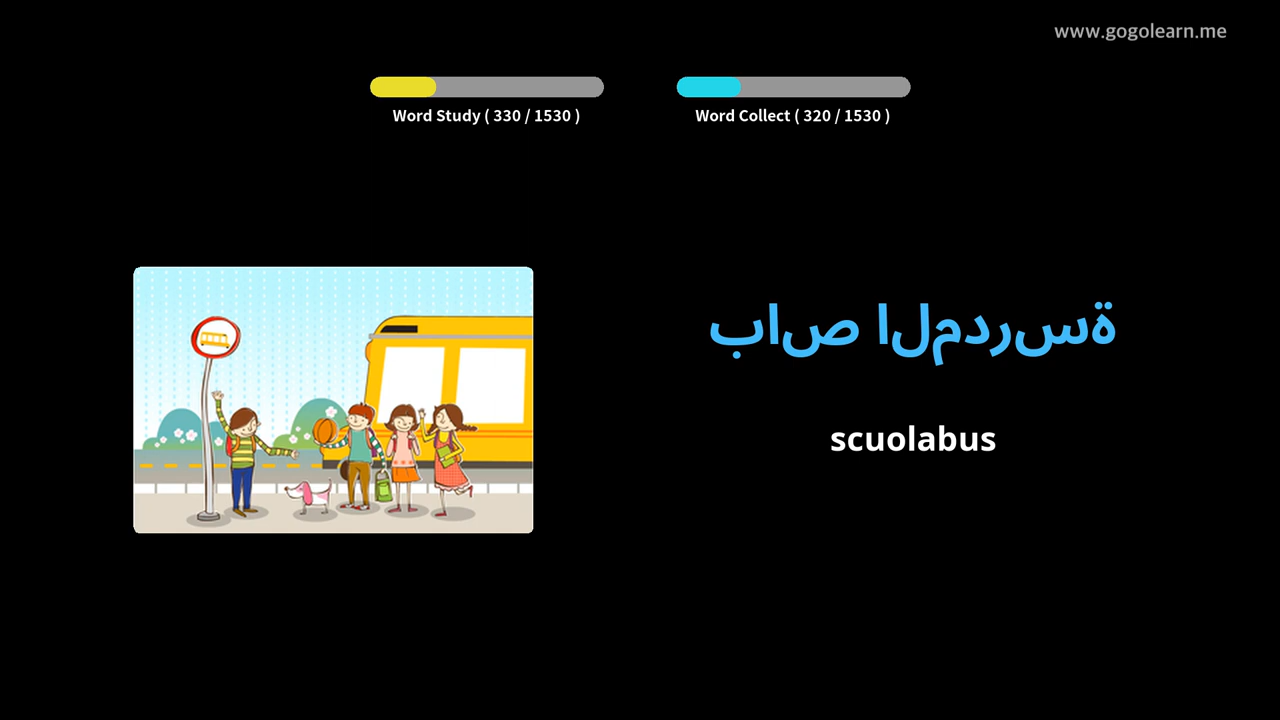 www.gogolearn.me
Word Study ( 330 / 1530 )
Word Collect ( 320 / 1530 )
باص المدرسة
scuolabus